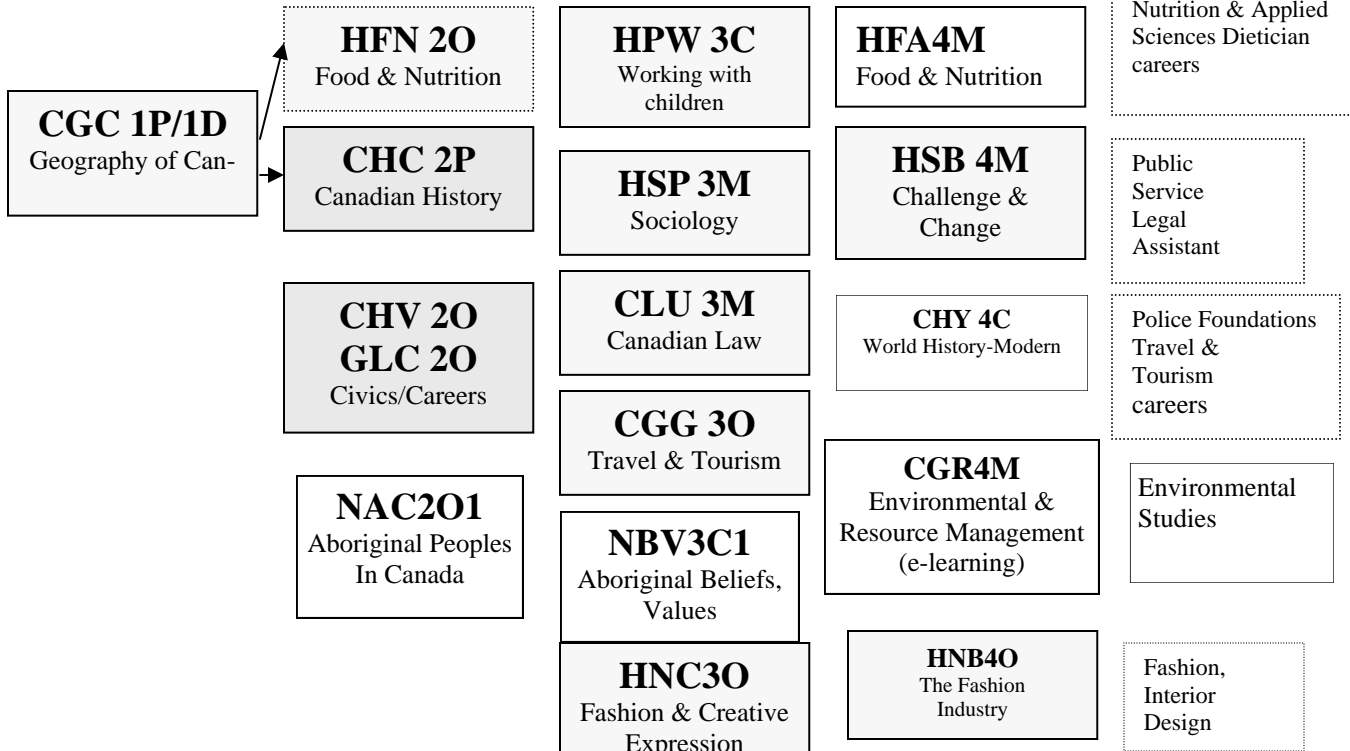 CGC 1P/1D
Geography of Can-
HFN 2O
Food & Nutrition
CHC 2P
Canadian History
CHV 2O
GLC 2O
Civics/Careers
NAC2O1
Aboriginal Peoples
In Canada
HPW 3C
Working with
children
HSP 3M
Sociology
CLU 3M
Canadian Law
CGG 3O
Travel & Tourism
NBV3C1
Aboriginal Beliefs,
Values
HNC3O
Fashion & Creative
Expression
HFA4M
Food & Nutrition
HSB 4M
Challenge &
Change
CHY 4C
World History-Modern
CGR4M
Environmental &
Resource Management
(e-learning)
HNB4O
The Fashion
Industry
Nutrition & Applied
Sciences Dietician
careers
Public
Service
Legal
Assistant
Police Foundations
Travel &
Tourism
careers
Environmental
Studies
Fashion,
Interior
Design